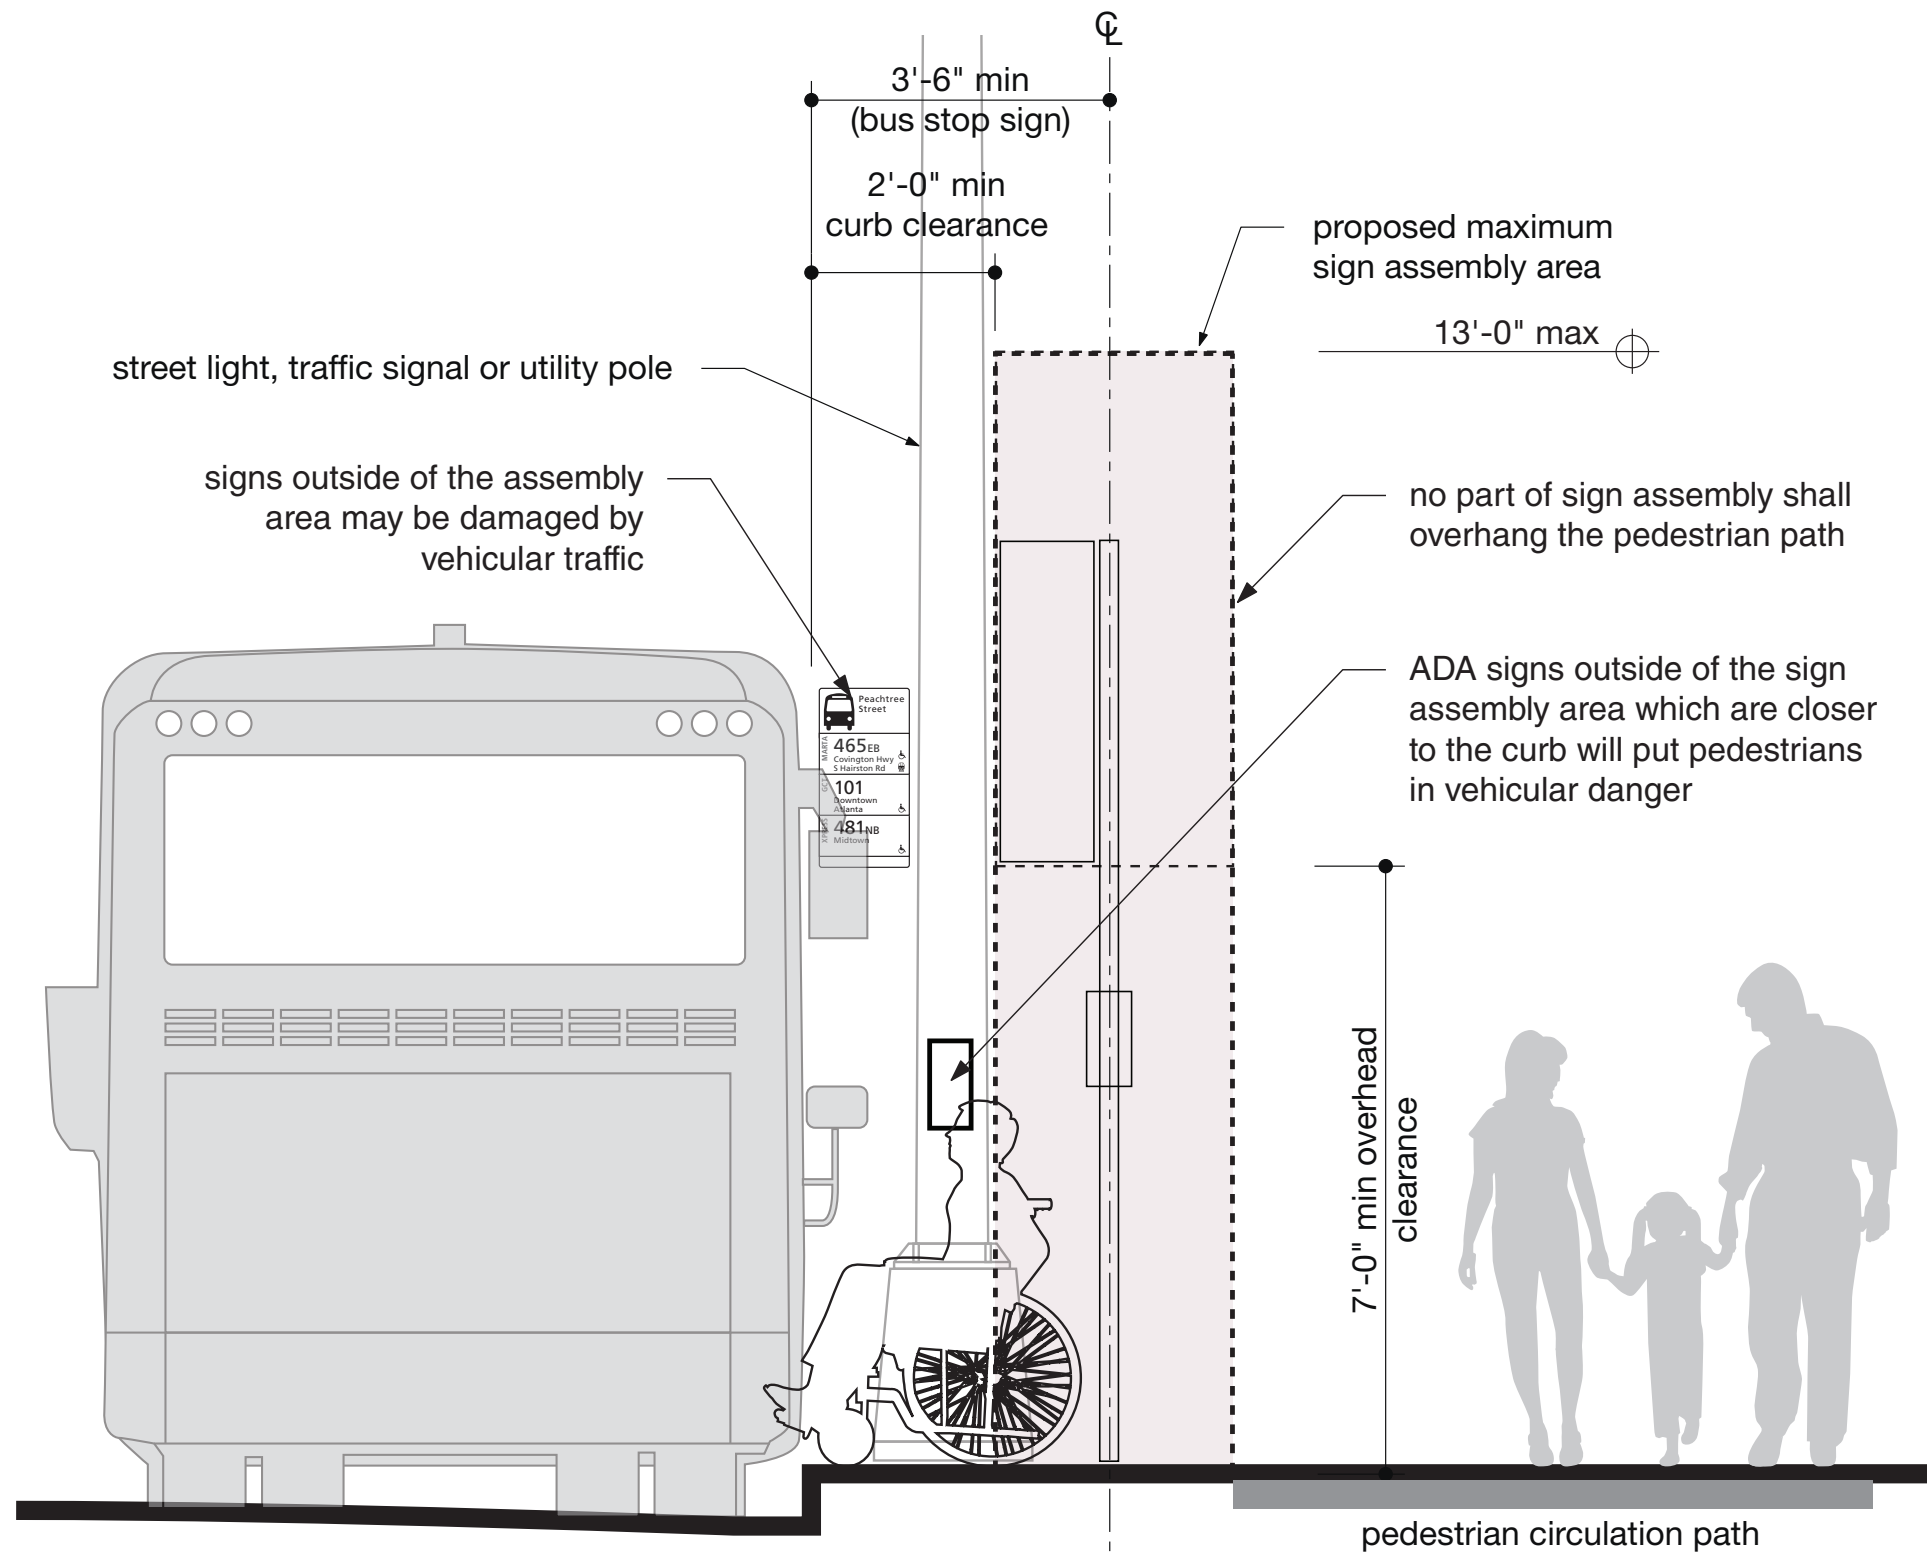 ℄
3'-6" min
(bus stop sign)
2'-0" min
curb clearance
proposed maximum
sign assembly area
13'-0" max
street light, traffic signal or utility pole
signs outside of the assembly
area may be damaged by
vehicular traffic
no part of sign assembly shall
overhang the pedestrian path
ADA signs outside of the sign
assembly area which are closer
to the curb will put pedestrians
in vehicular danger
Peachtree
Street
MARTA
465EB
Covington Hwy
S Hairston Rd
GCT
101
Downtown
Atlanta
XPRESS
481NB
Midtown
7'-0" min overhead
clearance
pedestrian circulation path